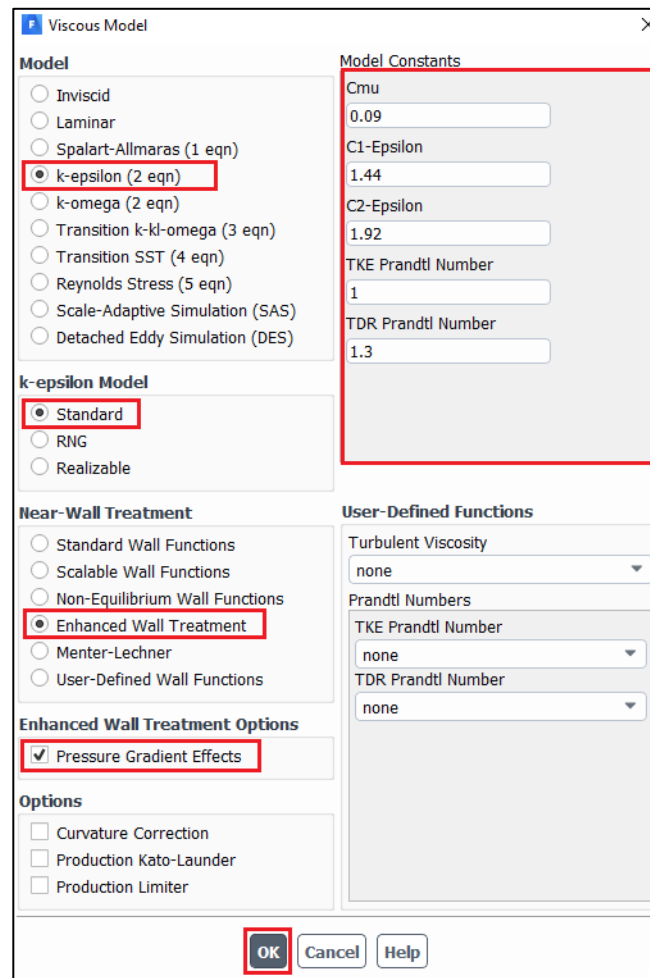 Viscous Model
Model
Inviscid
Laminar
Spalart-Allmaras (1 eqn)
k-epsilon (2 eqn)
k-omega (2 eqn)
Transition k-kl-omega (3 eqn)
Transition SST (4 eqn)
Reynolds Stress (5 eqn)
Scale-Adaptive Simulation (SAS)
Detached Eddy Simulation (DES)
k-epsilon Model
Standard
RNG
Realizable
Near-Wall Treatment
Standard Wall Functions
Scalable Wall Functions
Non-Equilibrium Wall Functions
Enhanced Wall Treatment
Menter-Lechner
User-Defined Wall Functions
Enhanced Wall Treatment Options
Pressure Gradient Effects
Options
Curvature Correction
Production Kato-Launder
Production Limiter
Model Constants
Cmu
0.09
C1-Epsilon
1.44
C2-Epsilon
1.92
TKE Prandtl Number
1
TDR Prandtl Number
1.3
User-Defined Functions
Turbulent Viscosity
none
Prandtl Numbers
TKE Prandtl Number
none
TDR Prandtl Number
none
OK Cancel Help